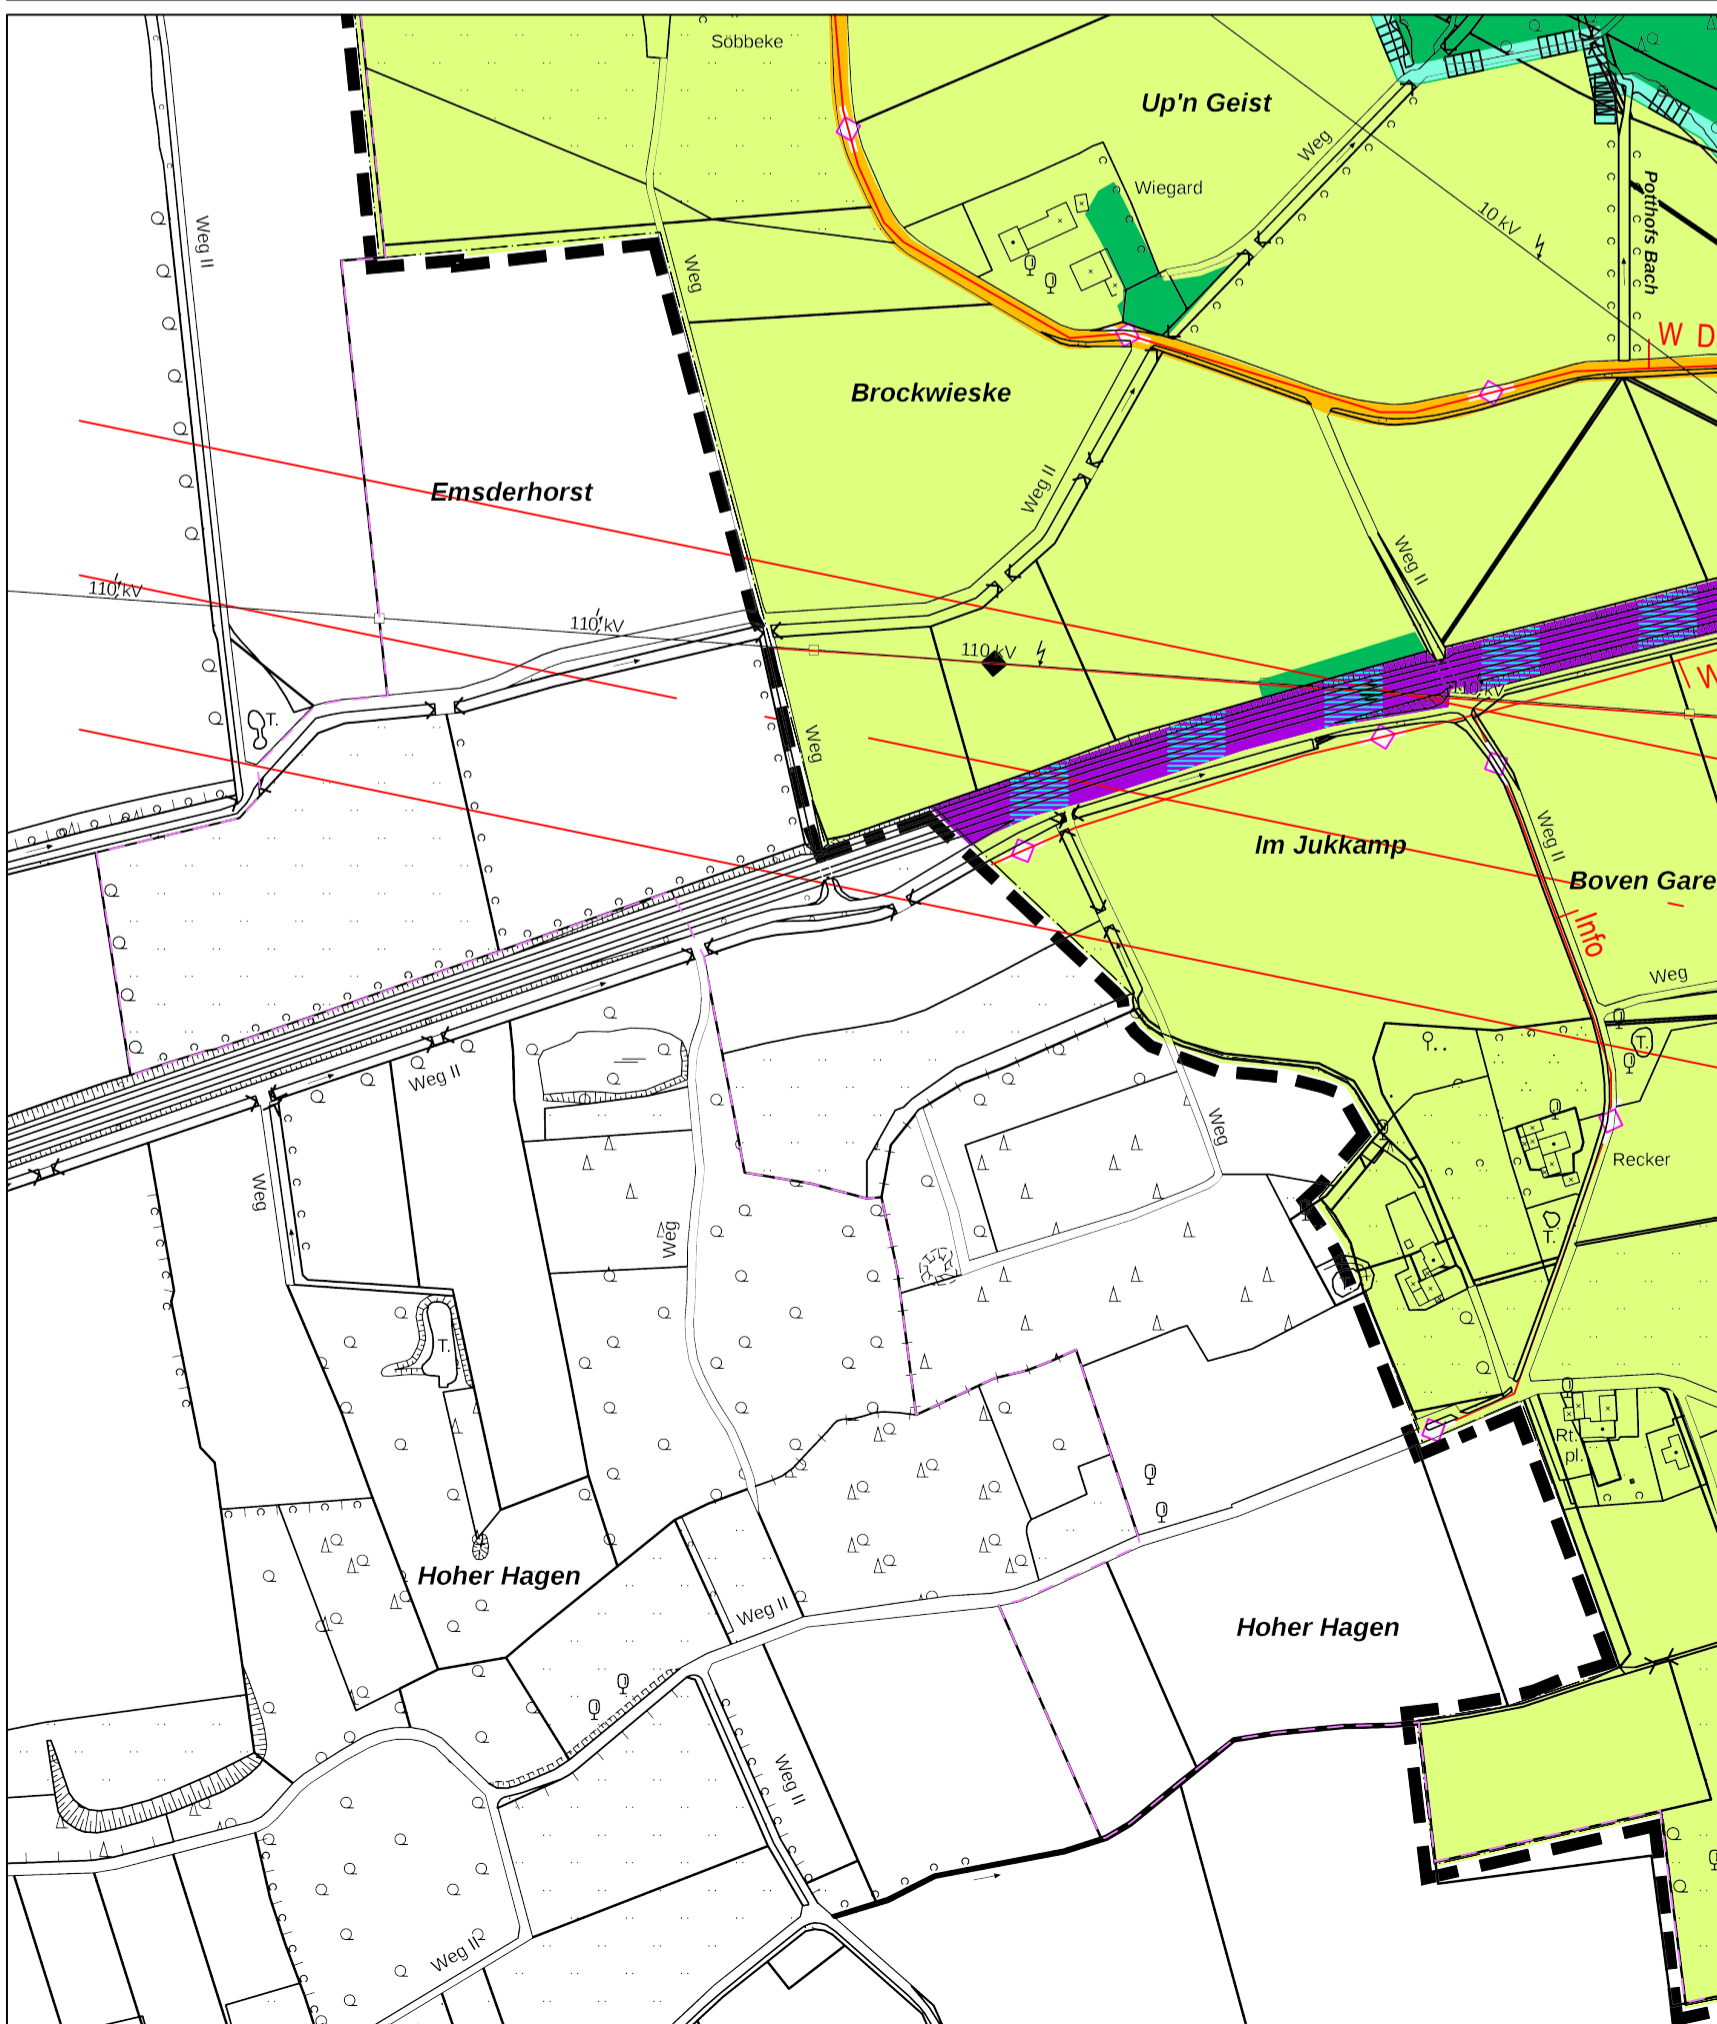 Söbbeke
Up'n Geist
Weg
Wiegard
Potthofs Bach
10 kV
Weg II
Weg
W D
Brockwieske
Emsderhorst
Weg II
Weg II
110 kV
110 kV
110 kV
110 kV
W
T.
Weg
Weg II
Im Jukkamp
Boven Gare
Info
Weg
Weg II
T.
Weg
Recker
Weg
Weg
T.
T.
Rt.
pl.
Hoher Hagen
Weg II
Hoher Hagen
Weg II
Weg II